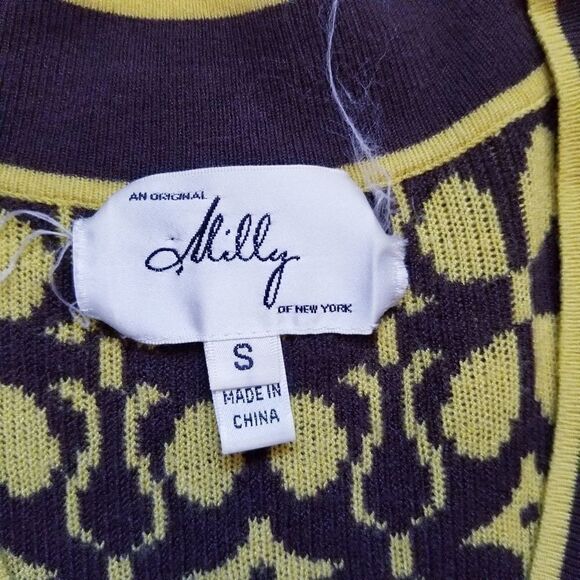 AN ORIGINAL
Milly
OF NEW YORK
S
MADE IN
CHINA